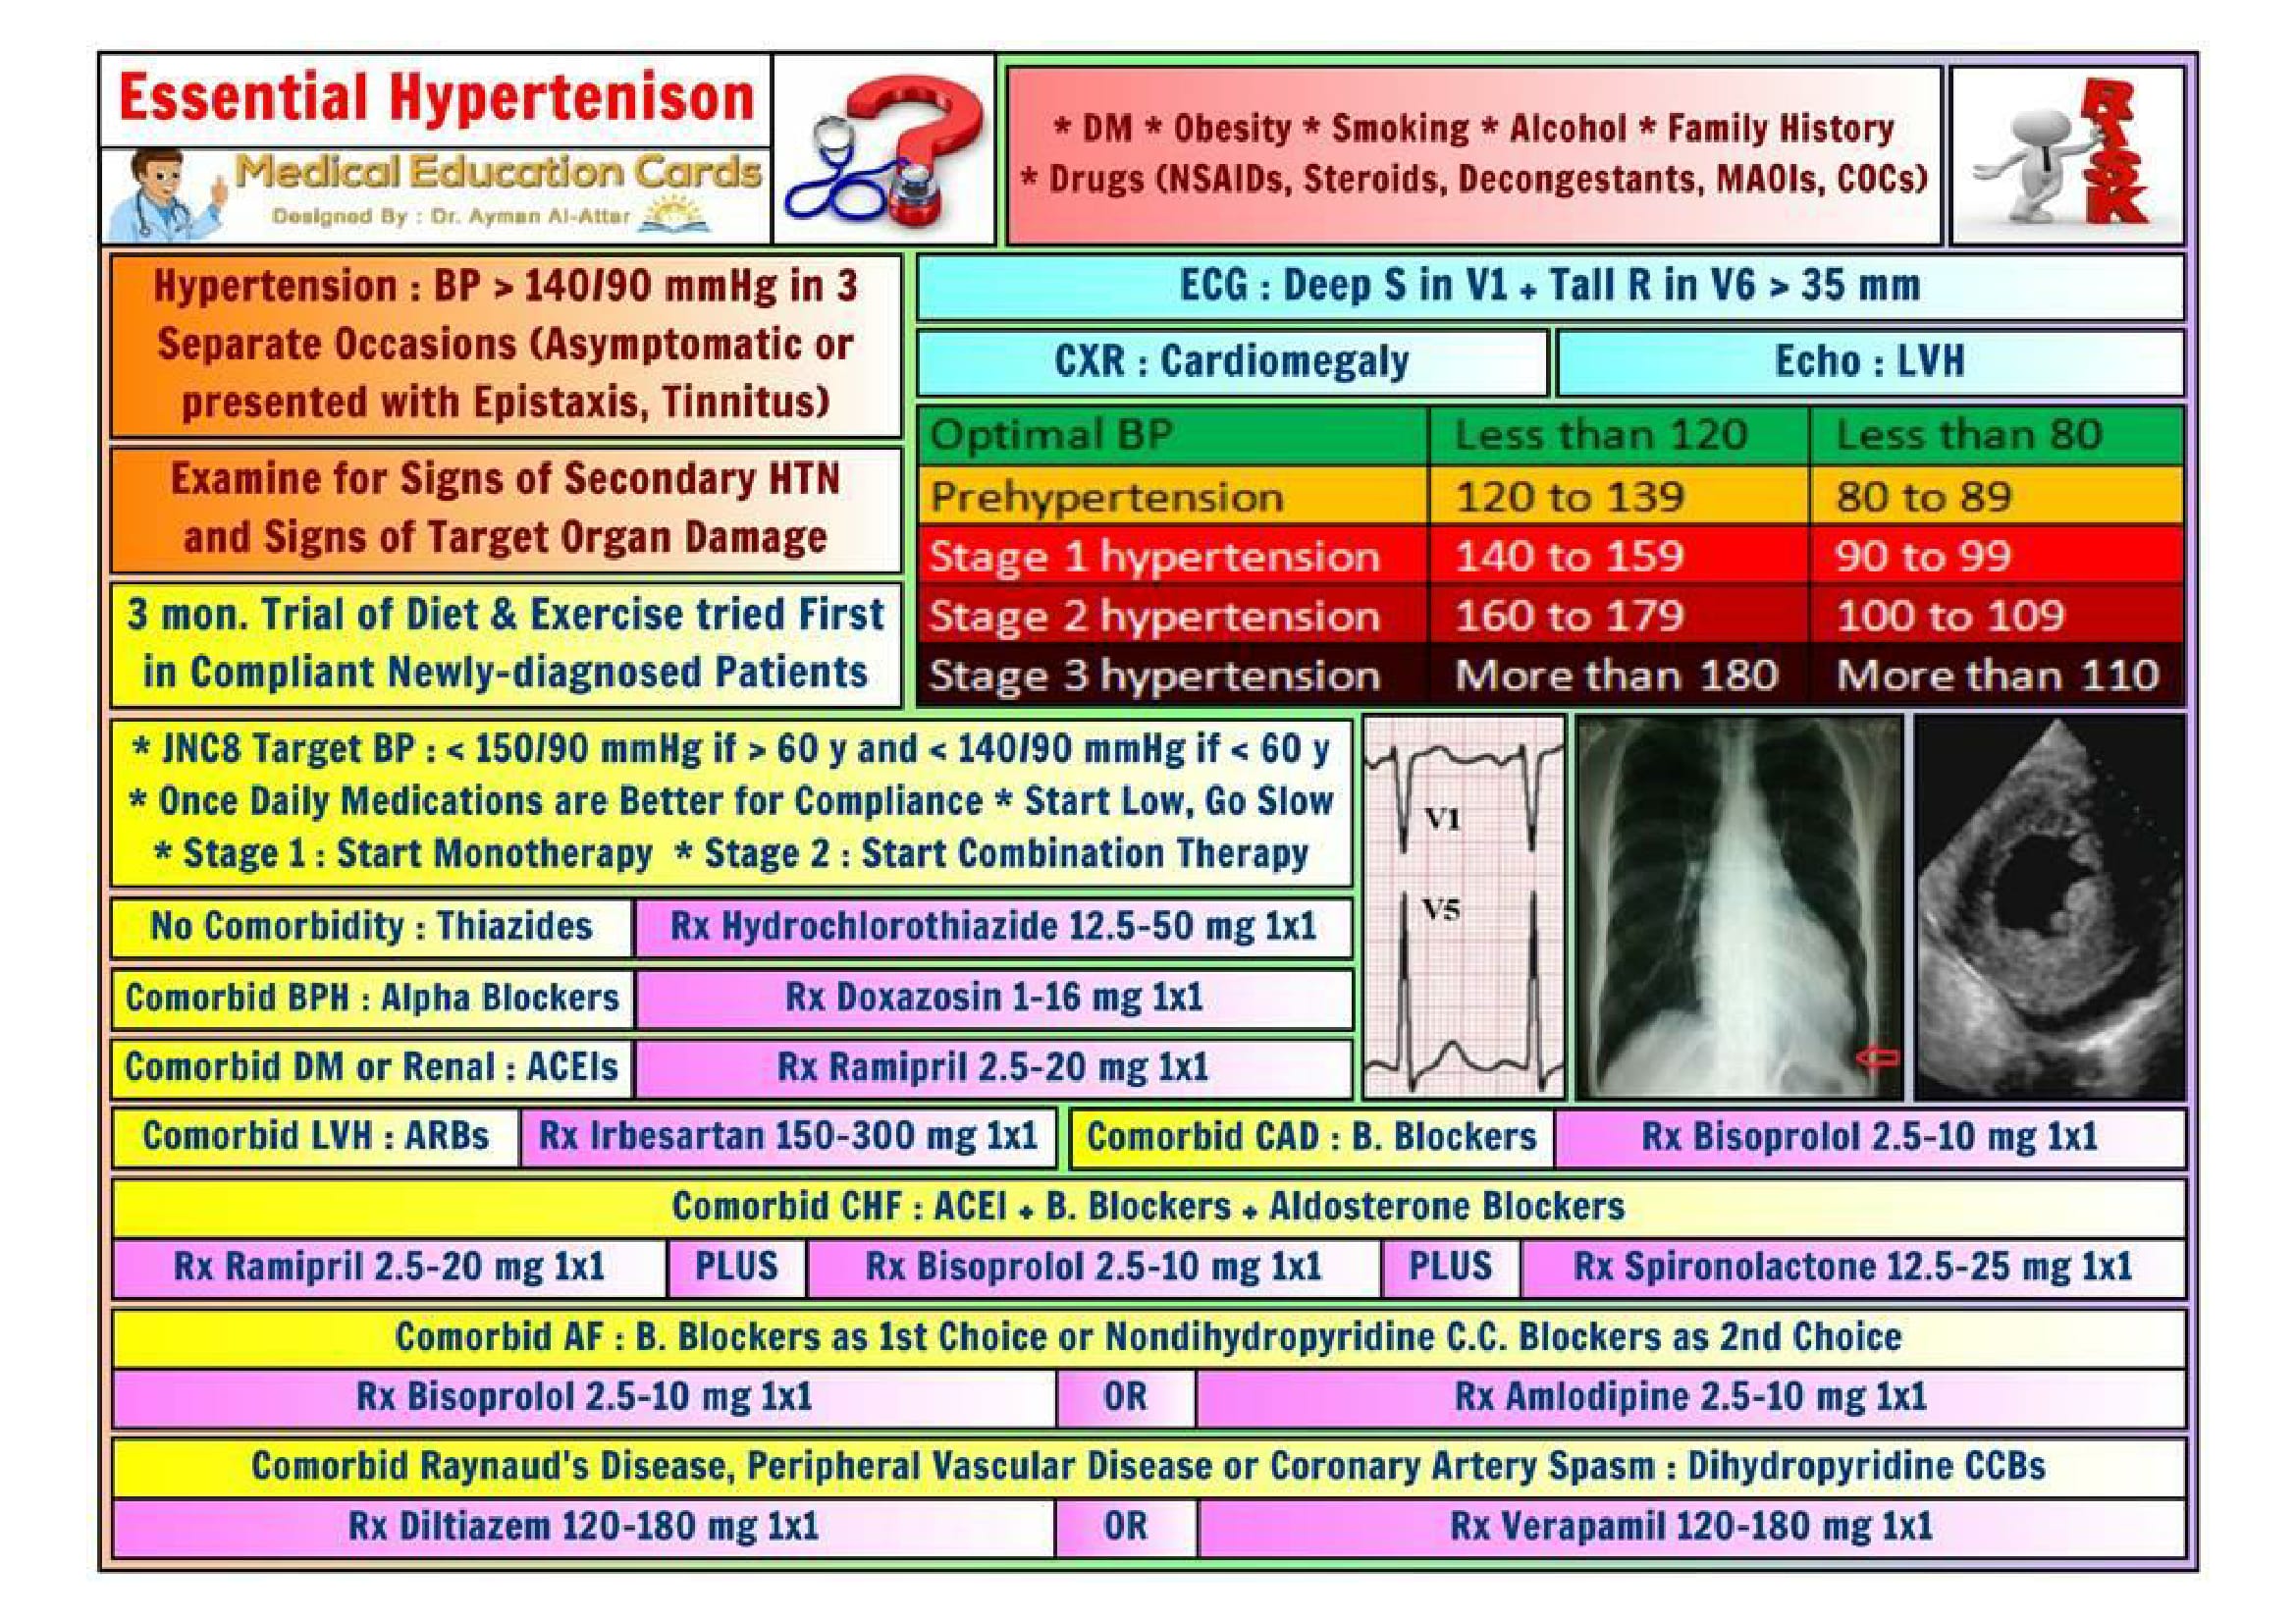 Essential Hypertenison
Medical Education Cards
Designed By : Dr. Ayman Al-Attar
* DM * Obesity * Smoking * Alcohol * Family History
* Drugs (NSAIDs, Steroids, Decongestants, MAOIs, COCs)
RISK
Hypertension : BP > 140/90 mmHg in 3
Separate Occasions (Asymptomatic or
presented with Epistaxis, Tinnitus)
Examine for Signs of Secondary HTN
and Signs of Target Organ Damage
3 mon. Trial of Diet & Exercise tried First
in Compliant Newly-diagnosed Patients
ECG : Deep S in V1 + Tall R in V6 > 35 mm
CXR : Cardiomegaly
Echo : LVH
Optimal BP Less than 120 Less than 80
Prehypertension 120 to 139 80 to 89
Stage 1 hypertension 140 to 159 90 to 99
Stage 2 hypertension 160 to 179 100 to 109
Stage 3 hypertension More than 180 More than 110
* JNC8 Target BP : < 150/90 mmHg if > 60 y and < 140/90 mmHg if < 60 y
* Once Daily Medications are Better for Compliance * Start Low, Go Slow
* Stage 1 : Start Monotherapy * Stage 2 : Start Combination Therapy
V1
V5
No Comorbidity : Thiazides Rx Hydrochlorothiazide 12.5-50 mg 1x1
Comorbid BPH : Alpha Blockers Rx Doxazosin 1-16 mg 1x1
Comorbid DM or Renal : ACEIs Rx Ramipril 2.5-20 mg 1x1
Comorbid LVH : ARBs Rx Irbesartan 150-300 mg 1x1 Comorbid CAD : B. Blockers Rx Bisoprolol 2.5-10 mg 1x1
Comorbid CHF : ACEI + B. Blockers + Aldosterone Blockers
Rx Ramipril 2.5-20 mg 1x1 PLUS Rx Bisoprolol 2.5-10 mg 1x1 PLUS Rx Spironolactone 12.5-25 mg 1x1
Comorbid AF : B. Blockers as 1st Choice or Nondihydropyridine C.C. Blockers as 2nd Choice
Rx Bisoprolol 2.5-10 mg 1x1 OR Rx Amlodipine 2.5-10 mg 1x1
Comorbid Raynaud's Disease, Peripheral Vascular Disease or Coronary Artery Spasm : Dihydropyridine CCBs
Rx Diltiazem 120-180 mg 1x1 OR Rx Verapamil 120-180 mg 1x1